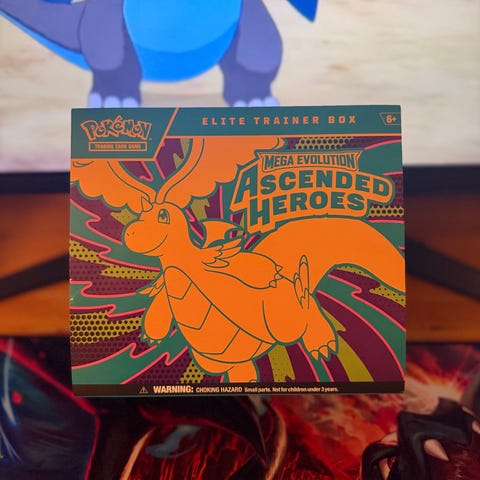 ELITE TRAINER BOX
6+
POKéMON
TRADING CARD GAME
MEGA EVOLUTION
ASCENDED
HEROES
WARNING: CHOKING HAZARD Small parts. Not for children under 3 years.